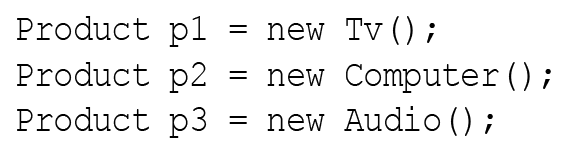 Product p1 = new Tv();
Product p2 = new Computer();
Product p3 = new Audio();